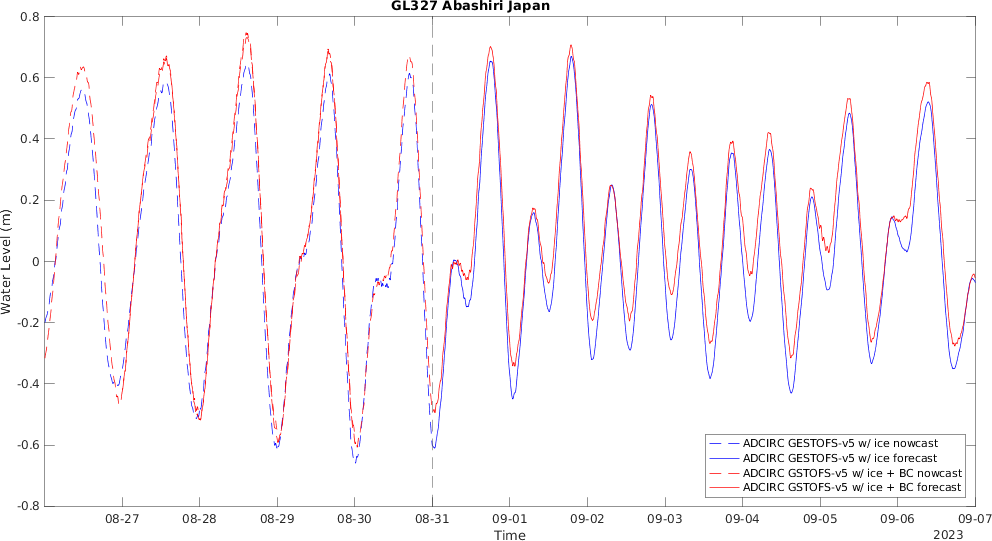 GL327 Abashiri Japan
0.8
0.6
0.4
0.2
0
-0.2
-0.4
-0.6
-0.8
Water Level (m)
08-27 08-28 08-29 08-30 08-31 09-01 09-02 09-03 09-04 09-05 09-06 09-07
Time
2023
ADCIRC GESTOFS-v5 w/ ice nowcast
ADCIRC GESTOFS-v5 w/ ice forecast
ADCIRC GSTOFS-v5 w/ ice + BC nowcast
ADCIRC GSTOFS-v5 w/ ice + BC forecast